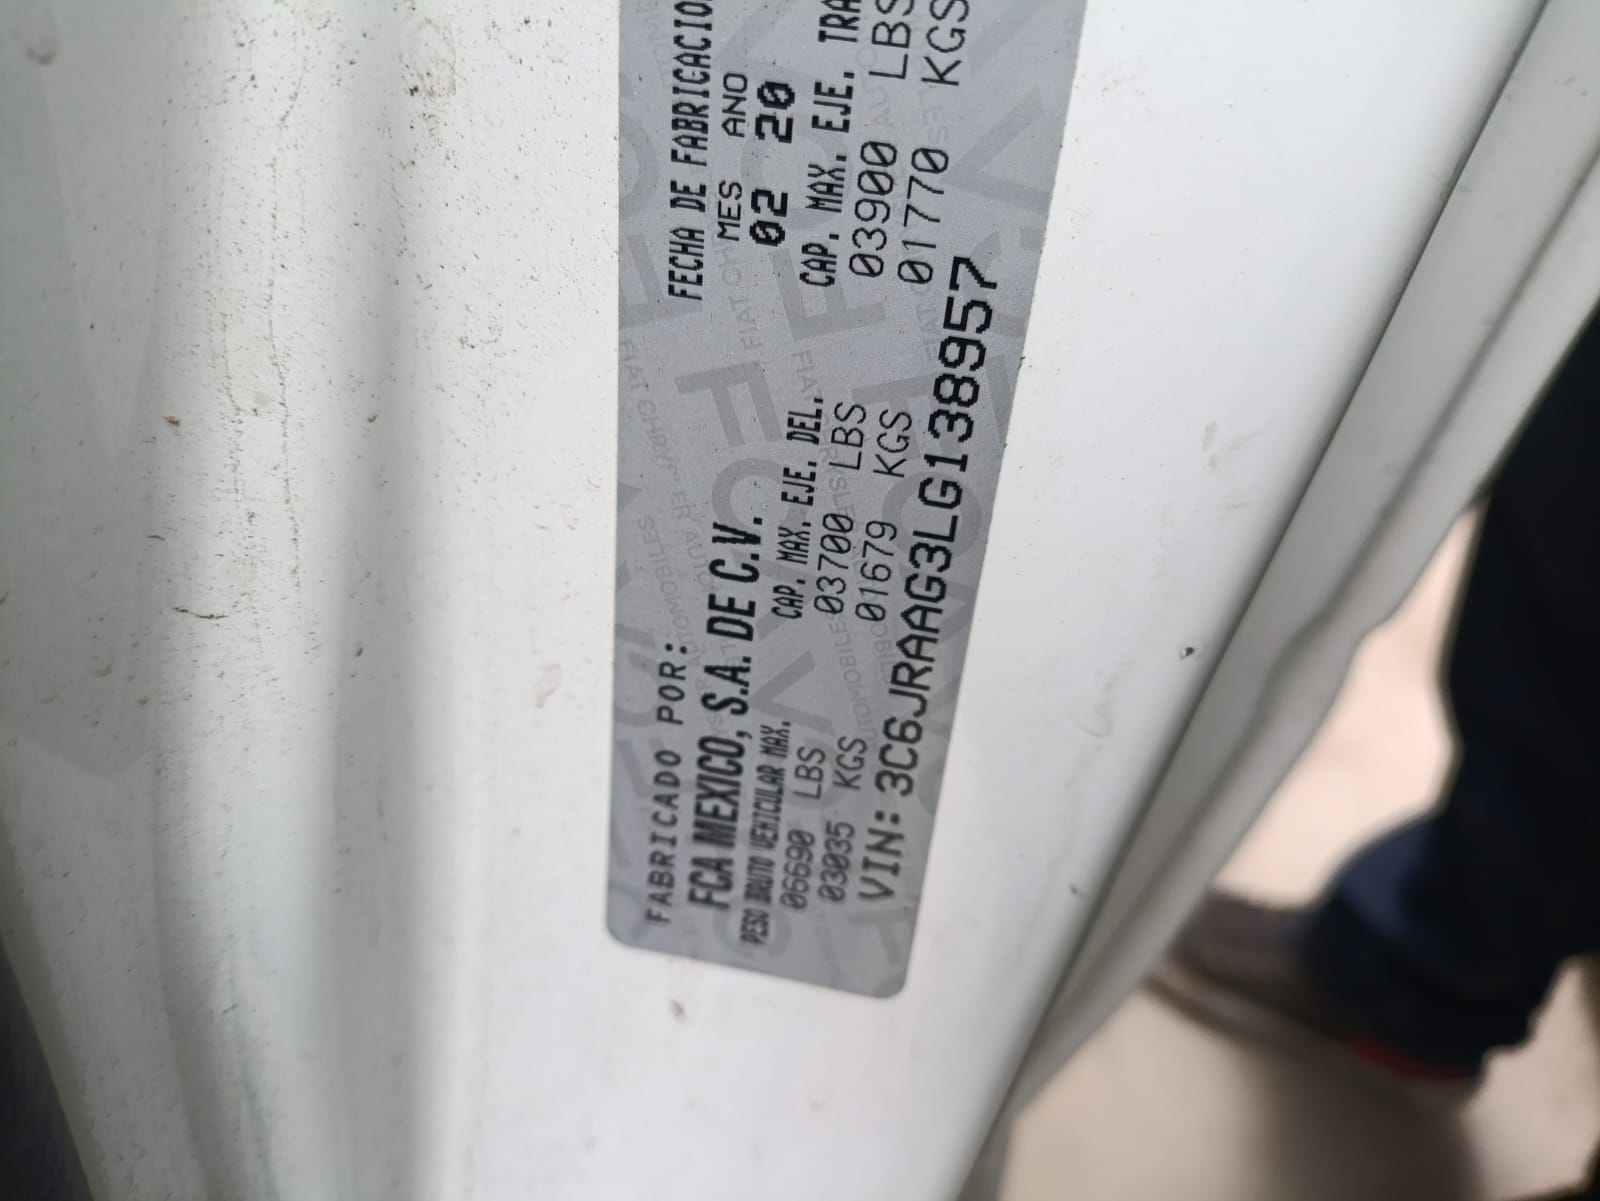 FABRICADO POR:
FCA MEXICO, S.A. DE C.V.
FECHA DE FABRICACIO
MES ANO
02 20
PESO BRUTO VEHICULAR MAX.
06690 LBS
03035 KGS
CAP. MAX. EJE. DEL.
03700 LBS
01679 KGS
CAP. MAX. EJE. TRA
03900 LBS
01770 KGS
VIN: 3C6JRAAG3LG138957